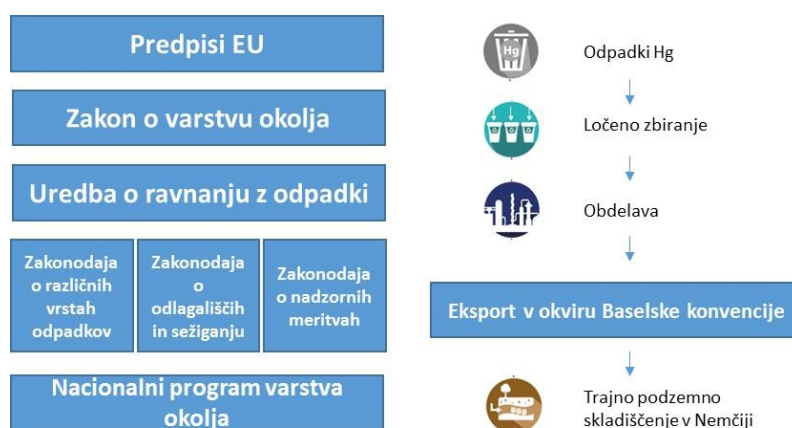 Predpisi EU
Zakon o varstvu okolja
Uredba o ravnanju z odpadki
Zakonodaja
o različnih
vrstah
odpadkov
Zakonodaja
o
odlagališčih
in sežiganju
Zakonodaja
o nadzornih
meritvah
Nacionalni program varstva
okolja
Hg
Odpadki Hg
Ločeno zbiranje
Obdelava
Eksport v okviru Baselske konvencije
Trajno podzemno
skladiščenje v Nemčiji